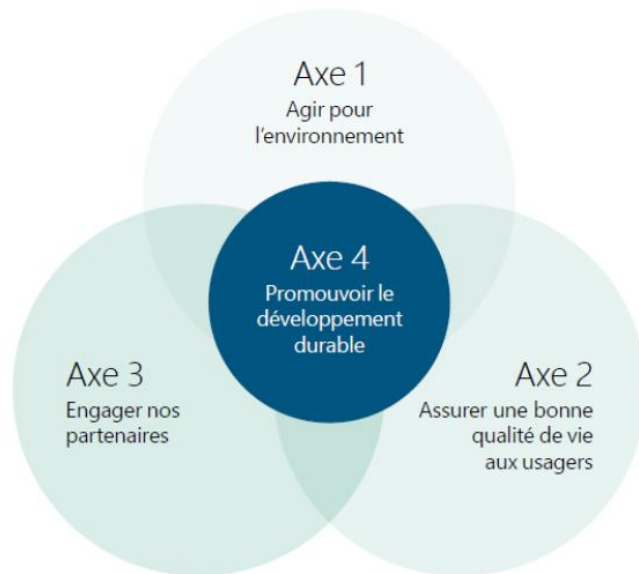 Axe 1
Agir pour
l'environnement
Axe 4
Promouvoir le
développement
durable
Axe 3
Engager nos
partenaires
Axe 2
Assurer une bonne
qualité de vie
aux usagers